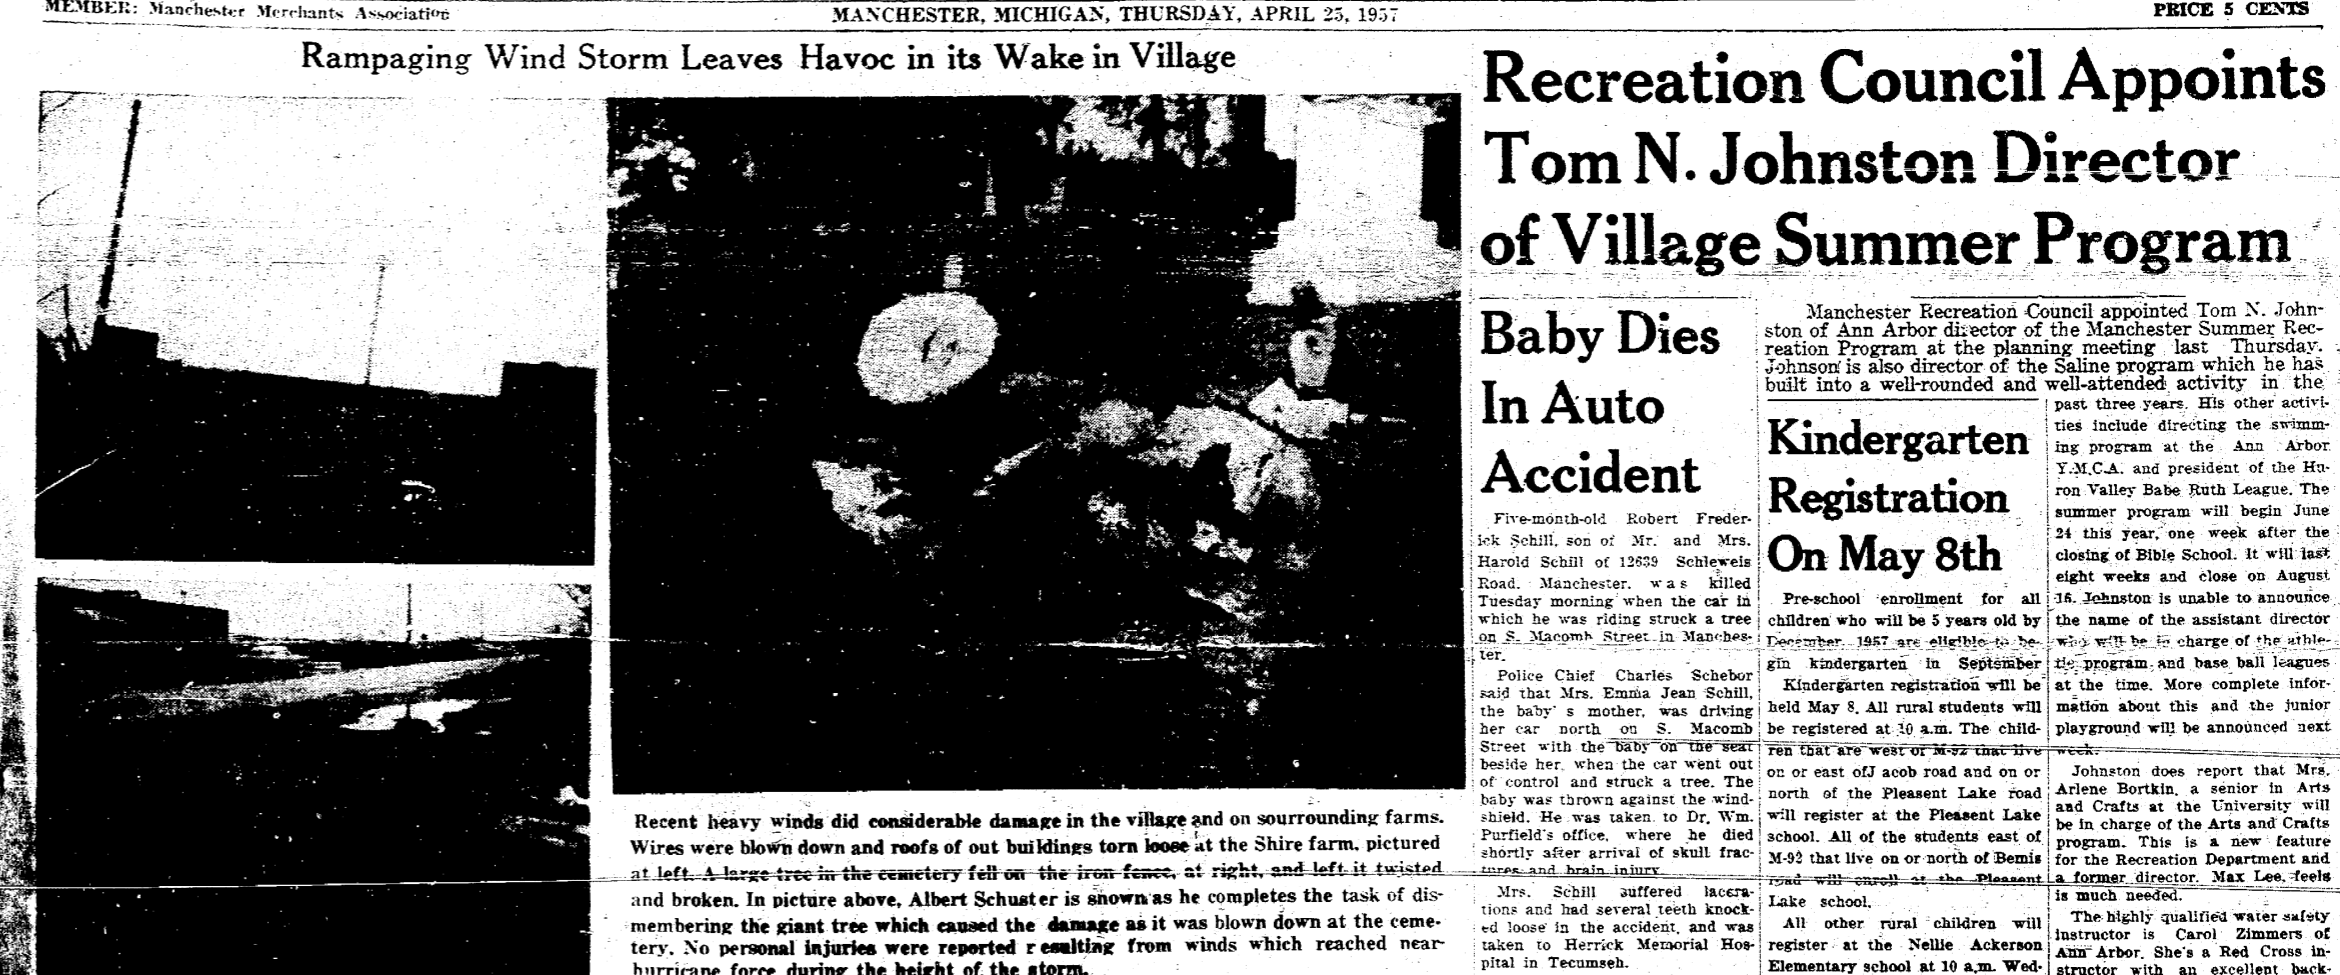 MEMBER: Manchester Merchants Association
MANCHESTER, MICHIGAN, THURSDAY, APRIL 25, 1957
PRICE 5 CENTS
Rampaging Wind Storm Leaves Havoc in its Wake in Village
Recent heavy winds did considerable damage in the village and on sourrounding farms.
Wires were blown down and roofs of out buildings torn loose at the Shire farm, pictured
at left. A large tree in the cemetery fell on the iron fence, at right, and left it twisted
and broken. In picture above, Albert Schuster is shown as he completes the task of dis-
membering the giant tree which caused the damage as it was blown down at the ceme-
tery. No personal injuries were reported resulting from winds which reached near-
hurricane force during the height of the storm.
Recreation Council Appoints
Tom N. Johnston Director
of Village Summer Program
Baby Dies
In Auto
Accident
Five-month-old Robert Freder-
ick Schill, son of Mr. and Mrs.
Harold Schill of 12639 Schleweis
Road, Manchester, was killed
Tuesday morning when the car in
which he was riding struck a tree
on S. Macomb Street in Manches-
ter.
Police Chief Charles Schebor
said that Mrs. Emma Jean Schill,
the baby' s mother, was driving
her car north on S. Macomb
Street with the baby on the seat
beside her, when the car went out
of control and struck a tree. The
baby was thrown against the wind-
shield. He was taken to Dr. Wm.
Purfield's office, where he died
shortly after arrival of skull frac-
tures and brain injury.
Mrs. Schill suffered lacera-
tions and had several teeth knock-
ed loose in the accident, and was
taken to Herrick Memorial Hos-
pital in Tecumseh.
Manchester Recreation Council appointed Tom N. John-
ston of Ann Arbor director of the Manchester Summer Rec-
reation Program at the planning meeting last Thursday.
Johnson is also director of the Saline program which he has
built into a well-rounded and well-attended activity in the
Kindergarten
Registration
On May 8th
Pre-school enrollment for all
children who will be 5 years old by
December 1957 are eligible to be-
gin kindergarten in September
Kindergarten registration will be
held May 8. All rural students will
be registered at 10 a.m. The child-
ren that are west of M-92 that live
on or east ofJ acob road and on or
north of the Pleasent Lake road
will register at the Pleasent Lake
school. All of the students east of
M-92 that live on or north of Bemis
road will enroll at the Pleasent
Lake school.
All other rural children will
register at the Nellie Ackerson
Elementary school at 10 a.m. Wed-
past three years. His other activi-
ties include directing the swimm-
ing program at the Ann Arbor
Y.M.C.A. and president of the Hu-
ron Valley Babe Ruth League. The
summer program will begin June
24 this year, one week after the
closing of Bible School. It will last
eight weeks and close on August
16. Johnston is unable to announce
the name of the assistant director
who will be in charge of the athle-
tic program and base ball leagues
at the time. More complete infor-
mation about this and the junior
playground will be announced next
week.
Johnston does report that Mrs.
Arlene Bortkin, a senior in Arts
and Crafts at the University will
be in charge of the Arts and Crafts
program. This is a new feature
for the Recreation Department and
a former director. Max Lee, feels
is much needed.
The highly qualified water safety
instructor is Carol Zimmers of
Ann Arbor. She's a Red Cross in-
structor with an excellent back-